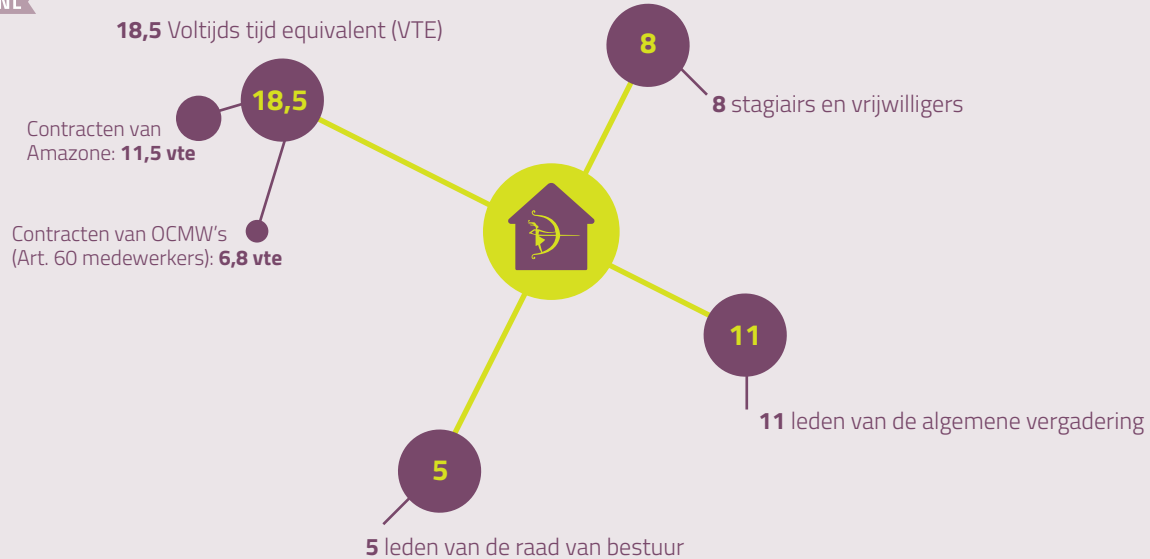 NL
18,5 Voltijds tijd equivalent (VTE)
8
18,5
8 stagiairs en vrijwilligers
Contracten van
Amazone: 11,5 vte
Contracten van OCMW's
(Art. 60 medewerkers): 6,8 vte
11
11 leden van de algemene vergadering
5
5 leden van de raad van bestuur